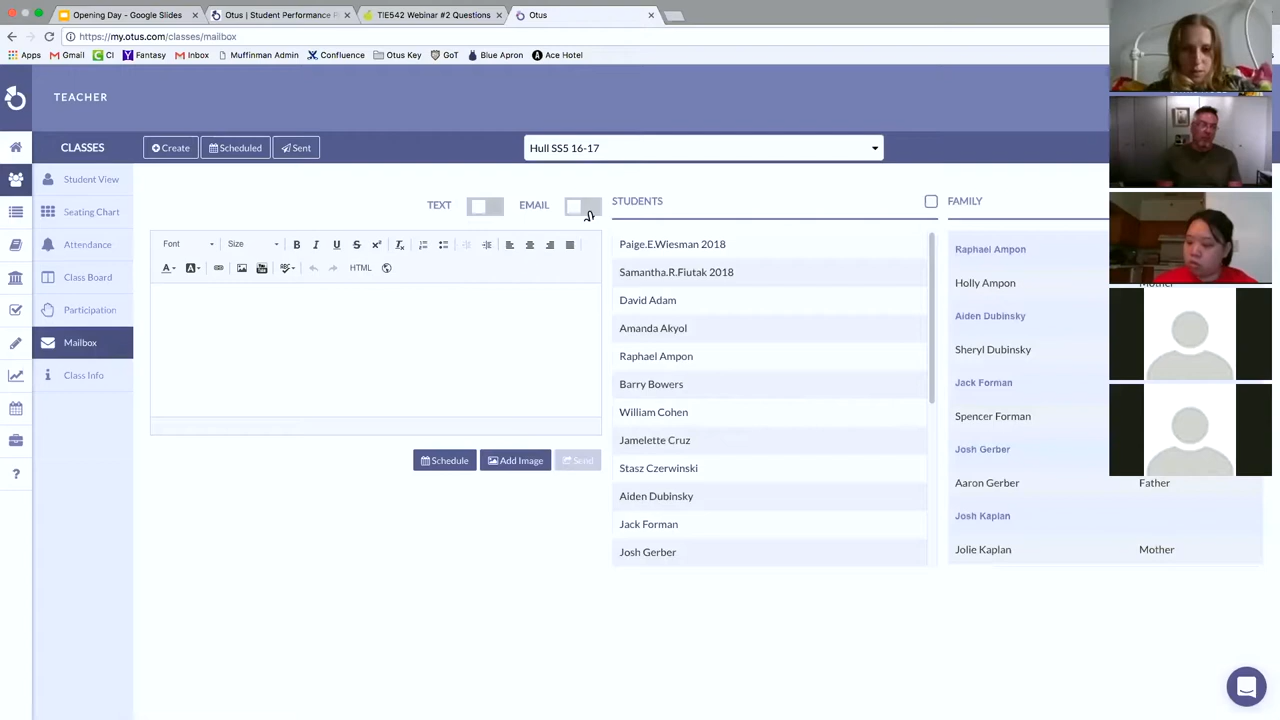 Opening Day - Google Slides
Otus | Student Performance P
TIE542 Webinar #2 Questions
Otus
https://my.otus.com/classes/mailbox
Apps
Gmail
CI
Fantasy
Inbox
Muffinman Admin
Confluence
Otus Key
GoT
Blue Apron
Ace Hotel
TEACHER
CLASSES
Create
Scheduled
Sent
Hull SS5 16-17
Student View
Seating Chart
Attendance
Class Board
Participation
Mailbox
Class Info
TEXT
EMAIL
Font
Size
B I U S
HTML
Schedule
Add Image
Send
STUDENTS
Paige.E.Wiesman 2018
Samantha.R.Fiutak 2018
David Adam
Amanda Akyol
Raphael Ampon
Barry Bowers
William Cohen
Jamelette Cruz
Stasz Czerwinski
Aiden Dubinsky
Jack Forman
Josh Gerber
FAMILY
Raphael Ampon
Holly Ampon Mother
Aiden Dubinsky
Sheryl Dubinsky
Jack Forman
Spencer Forman
Josh Gerber
Aaron Gerber Father
Josh Kaplan
Jolie Kaplan Mother